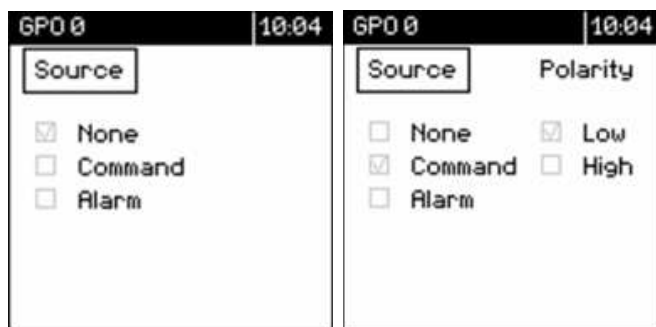 GPO 0 10:04
Source
None
Command
Alarm
GPO 0 10:04
Source Polarity
None Low
Command High
Alarm